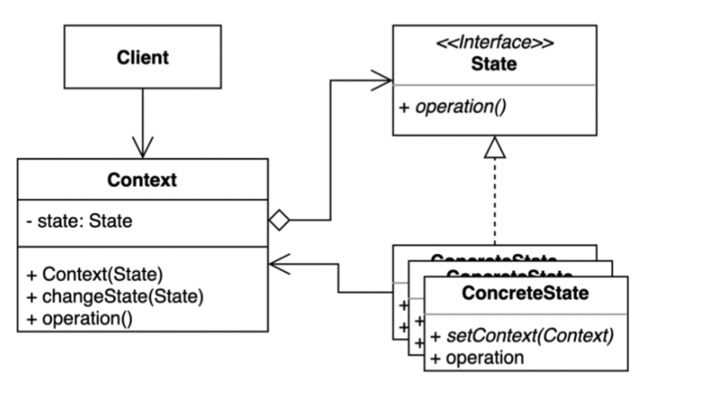 Client
<<Interface>>
State
+ operation()
Context
- state: State
+ Context(State)
+ changeState(State)
+ operation()
ConcreteState
ConcreteState
ConcreteState
+ setContext(Context)
+ operation
+
+
+
+